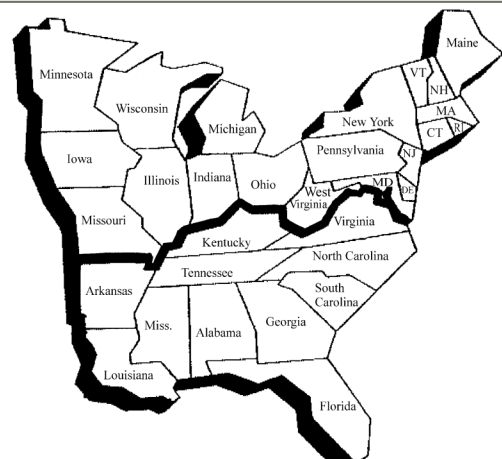 Maine
Minnesota
VT
NH
Wisconsin
Michigan
New York
MA
CT
RI
Iowa
Pennsylvania
NJ
Illinois
Indiana
Ohio
MD
DE
West
Virginia
Missouri
Virginia
Kentucky
North Carolina
Tennessee
Arkansas
South
Carolina
Miss.
Alabama
Georgia
Louisiana
Florida